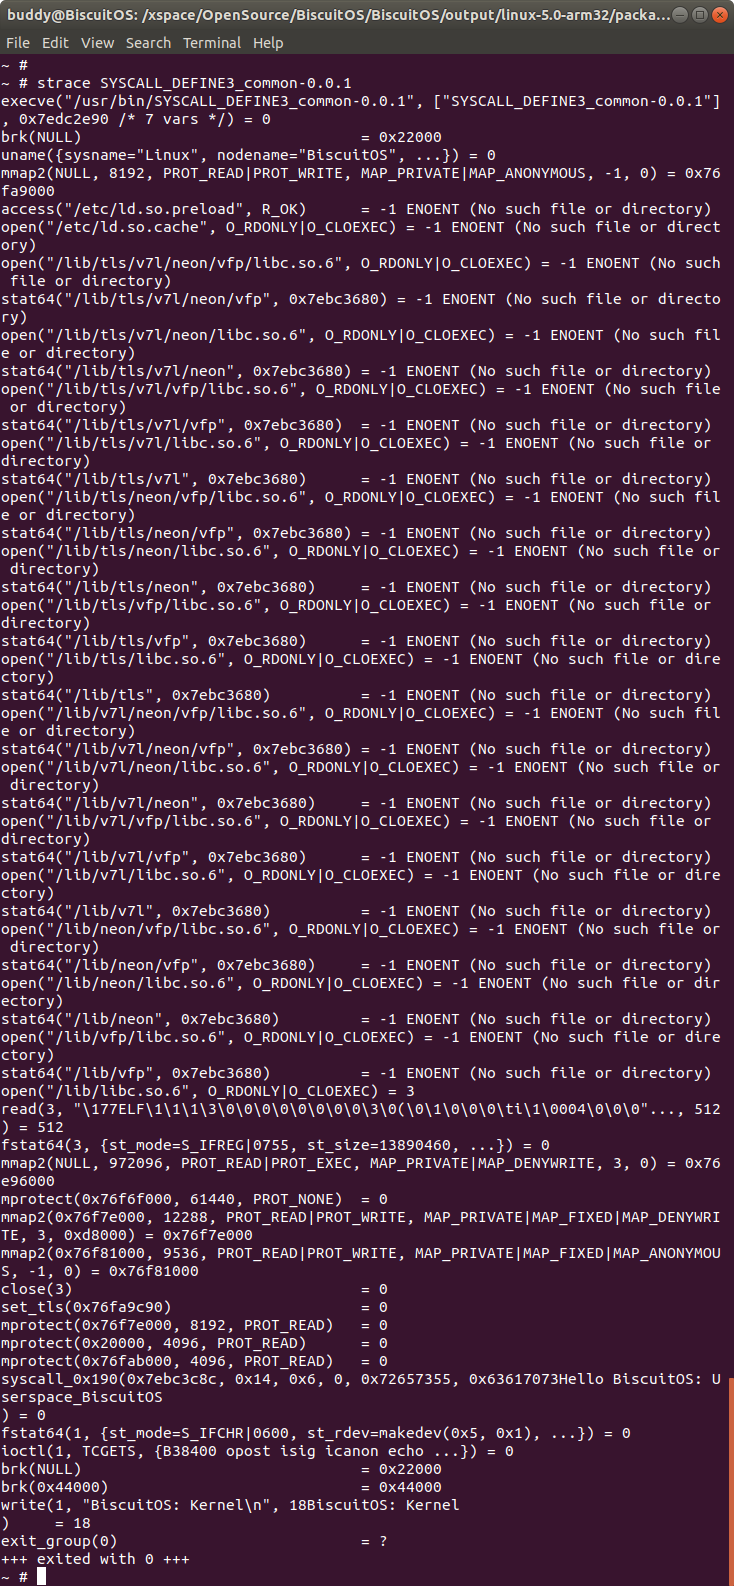 buddy@BiscuitOS: /xspace/OpenSource/BiscuitOS/BiscuitOS/output/linux-5.0-arm32/packa...
File Edit View Search Terminal Help
~ #
~ # strace SYSCALL_DEFINE3_common-0.0.1
execve("/usr/bin/SYSCALL_DEFINE3_common-0.0.1", ["SYSCALL_DEFINE3_common-0.0.1"]
, 0x7edc2e90 /* 7 vars */) = 0
brk(NULL)                               = 0x22000
uname({sysname="Linux", nodename="BiscuitOS", ...}) = 0
mmap2(NULL, 8192, PROT_READ|PROT_WRITE, MAP_PRIVATE|MAP_ANONYMOUS, -1, 0) = 0x76
fa9000
access("/etc/ld.so.preload", R_OK)      = -1 ENOENT (No such file or directory)
open("/etc/ld.so.cache", O_RDONLY|O_CLOEXEC) = -1 ENOENT (No such file or direct
ory)
open("/lib/tls/v7l/neon/vfp/libc.so.6", O_RDONLY|O_CLOEXEC) = -1 ENOENT (No such
 file or directory)
stat64("/lib/tls/v7l/neon/vfp", 0x7ebc3680) = -1 ENOENT (No such file or directo
ry)
open("/lib/tls/v7l/neon/libc.so.6", O_RDONLY|O_CLOEXEC) = -1 ENOENT (No such fil
e or directory)
stat64("/lib/tls/v7l/neon", 0x7ebc3680) = -1 ENOENT (No such file or directory)
open("/lib/tls/v7l/vfp/libc.so.6", O_RDONLY|O_CLOEXEC) = -1 ENOENT (No such file
 or directory)
stat64("/lib/tls/v7l/vfp", 0x7ebc3680)  = -1 ENOENT (No such file or directory)
open("/lib/tls/v7l/libc.so.6", O_RDONLY|O_CLOEXEC) = -1 ENOENT (No such file or
directory)
stat64("/lib/tls/v7l", 0x7ebc3680)      = -1 ENOENT (No such file or directory)
open("/lib/tls/neon/vfp/libc.so.6", O_RDONLY|O_CLOEXEC) = -1 ENOENT (No such fil
e or directory)
stat64("/lib/tls/neon/vfp", 0x7ebc3680) = -1 ENOENT (No such file or directory)
open("/lib/tls/neon/libc.so.6", O_RDONLY|O_CLOEXEC) = -1 ENOENT (No such file or
 directory)
stat64("/lib/tls/neon", 0x7ebc3680)     = -1 ENOENT (No such file or directory)
open("/lib/tls/vfp/libc.so.6", O_RDONLY|O_CLOEXEC) = -1 ENOENT (No such file or
directory)
stat64("/lib/tls/vfp", 0x7ebc3680)      = -1 ENOENT (No such file or directory)
open("/lib/tls/libc.so.6", O_RDONLY|O_CLOEXEC) = -1 ENOENT (No such file or dire
ctory)
stat64("/lib/tls", 0x7ebc3680)          = -1 ENOENT (No such file or directory)
open("/lib/v7l/neon/vfp/libc.so.6", O_RDONLY|O_CLOEXEC) = -1 ENOENT (No such fil
e or directory)
stat64("/lib/v7l/neon/vfp", 0x7ebc3680) = -1 ENOENT (No such file or directory)
open("/lib/v7l/neon/libc.so.6", O_RDONLY|O_CLOEXEC) = -1 ENOENT (No such file or
 directory)
stat64("/lib/v7l/neon", 0x7ebc3680)     = -1 ENOENT (No such file or directory)
open("/lib/v7l/vfp/libc.so.6", O_RDONLY|O_CLOEXEC) = -1 ENOENT (No such file or
directory)
stat64("/lib/v7l/vfp", 0x7ebc3680)      = -1 ENOENT (No such file or directory)
open("/lib/v7l/libc.so.6", O_RDONLY|O_CLOEXEC) = -1 ENOENT (No such file or dire
ctory)
stat64("/lib/v7l", 0x7ebc3680)          = -1 ENOENT (No such file or directory)
open("/lib/neon/vfp/libc.so.6", O_RDONLY|O_CLOEXEC) = -1 ENOENT (No such file or
 directory)
stat64("/lib/neon/vfp", 0x7ebc3680)     = -1 ENOENT (No such file or directory)
open("/lib/neon/libc.so.6", O_RDONLY|O_CLOEXEC) = -1 ENOENT (No such file or dir
ectory)
stat64("/lib/neon", 0x7ebc3680)         = -1 ENOENT (No such file or directory)
open("/lib/vfp/libc.so.6", O_RDONLY|O_CLOEXEC) = -1 ENOENT (No such file or dire
ctory)
stat64("/lib/vfp", 0x7ebc3680)          = -1 ENOENT (No such file or directory)
open("/lib/libc.so.6", O_RDONLY|O_CLOEXEC) = 3
read(3, "\177ELF\1\1\1\3\0\0\0\0\0\0\0\0\3\0(\0\1\0\0\0\ti\1\0004\0\0\0"..., 512
) = 512
fstat64(3, {st_mode=S_IFREG|0755, st_size=13890460, ...}) = 0
mmap2(NULL, 972096, PROT_READ|PROT_EXEC, MAP_PRIVATE|MAP_DENYWRITE, 3, 0) = 0x76
e96000
mprotect(0x76f6f000, 61440, PROT_NONE)  = 0
mmap2(0x76f7e000, 12288, PROT_READ|PROT_WRITE, MAP_PRIVATE|MAP_FIXED|MAP_DENYWRI
TE, 3, 0xd8000) = 0x76f7e000
mmap2(0x76f81000, 9536, PROT_READ|PROT_WRITE, MAP_PRIVATE|MAP_FIXED|MAP_ANONYMOU
S, -1, 0) = 0x76f81000
close(3)                                = 0
set_tls(0x76fa9c90)                     = 0
mprotect(0x76f7e000, 8192, PROT_READ)   = 0
mprotect(0x20000, 4096, PROT_READ)      = 0
mprotect(0x76fab000, 4096, PROT_READ)   = 0
syscall_0x190(0x7ebc3c8c, 0x14, 0x6, 0, 0x72657355, 0x63617073Hello BiscuitOS: U
serspace_BiscuitOS
) = 0
fstat64(1, {st_mode=S_IFCHR|0600, st_rdev=makedev(0x5, 0x1), ...}) = 0
ioctl(1, TCGETS, {B38400 opost isig icanon echo ...}) = 0
brk(NULL)                               = 0x22000
brk(0x44000)                            = 0x44000
write(1, "BiscuitOS: Kernel\n", 18BiscuitOS: Kernel
)     = 18
exit_group(0)                           = ?
+++ exited with 0 +++
~ #